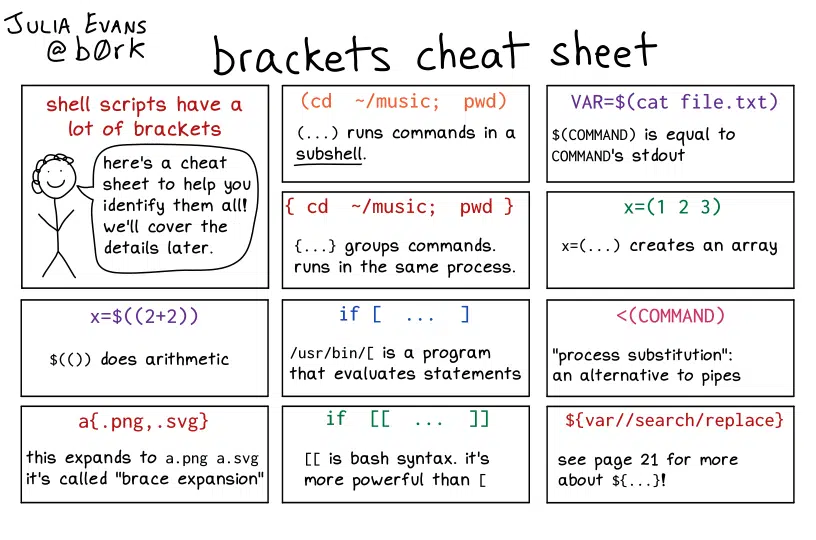 JULIA EVANS
@b0rk
brackets cheat sheet
shell scripts have a
lot of brackets
here's a cheat
sheet to help you
identify them all!
we'll cover the
details later.
(cd ~/music; pwd)
(...) runs commands in a
subshell.
VAR=$(cat file.txt)
$(COMMAND) is equal to
COMMAND's stdout
{ cd ~/music; pwd }
{...} groups commands.
runs in the same process.
x=(1 2 3)
x=(...) creates an array
x=$((2+2))
$(()) does arithmetic
if [ ... ]
/usr/bin/[ is a program
that evaluates statements
<(COMMAND)
"process substitution":
an alternative to pipes
a{.png,.svg}
this expands to a.png a.svg
it's called "brace expansion"
if [[ ... ]]
[[ is bash syntax. it's
more powerful than [
${var//search/replace}
see page 21 for more
about ${...}!